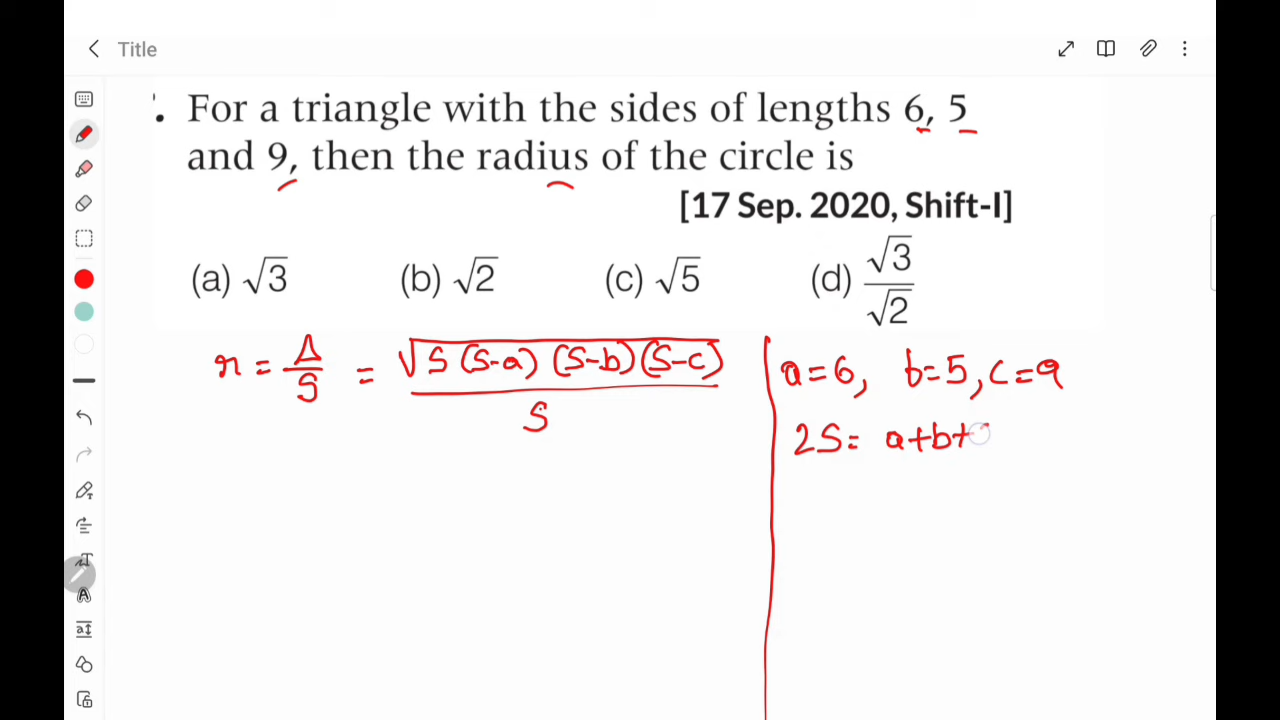 Title
. For a triangle with the sides of lengths 6, 5
and 9, then the radius of the circle is
[17 Sep. 2020, Shift-I]
(a) √3 (b) √2 (c) √5 (d) √3/√2
r = Δ/S = √S(S-a)(S-b)(S-c)/S
a=6, b=5, c=9
2S= a+b+